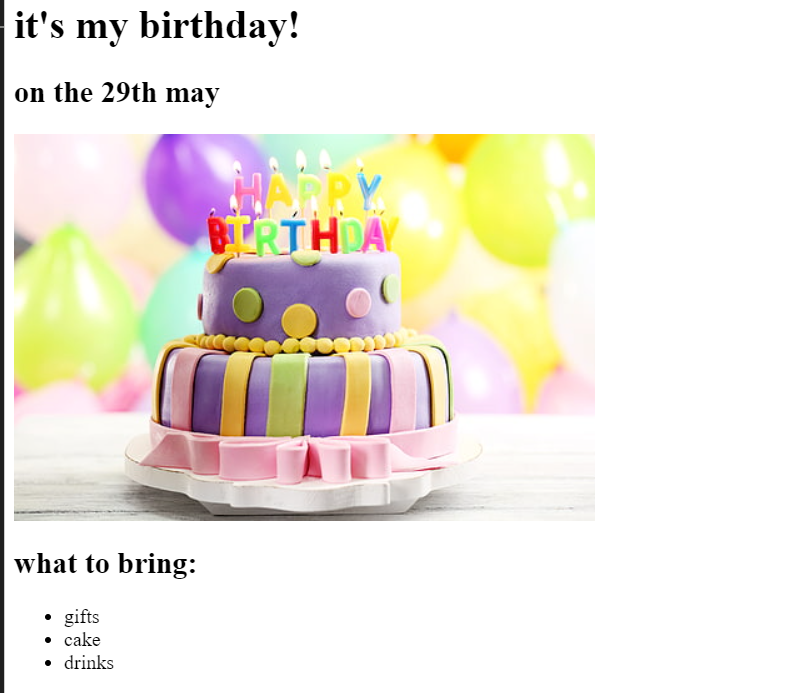 it's my birthday!
on the 29th may
HAPPY
BIRTHDAY
what to bring:
gifts
cake
drinks